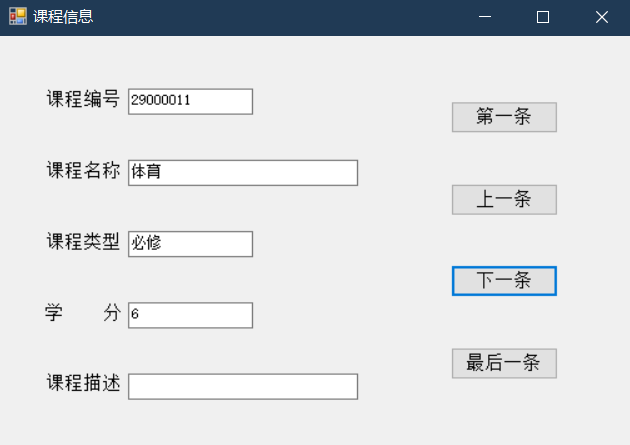 课程信息
课程编号 29000011
第一条
课程名称 体育
上一条
课程类型 必修
下一条
学 分 6
最后一条
课程描述